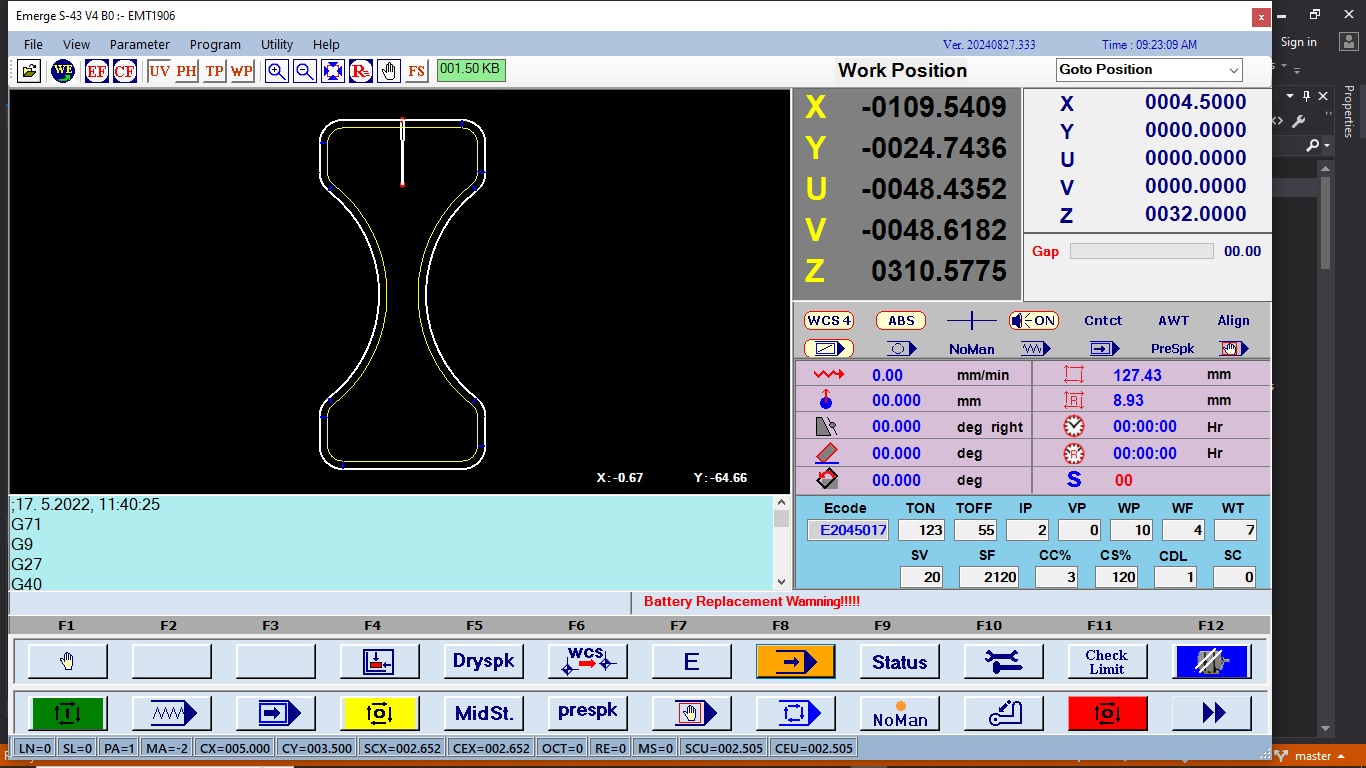 Emerge S-43 V4 B0 :- EMT1906
Sign in
File View Parameter Program Utility Help Ver. 20240827.333 Time : 09:23:09 AM
WE EF CF UV PH TP WP R FS 001.50 KB Work Position Goto Position
Properties
X -0109.5409
Y -0024.7436
U -0048.4352
V -0048.6182
Z 0310.5775
X 0004.5000
Y 0000.0000
U 0000.0000
V 0000.0000
Z 0032.0000
Gap 00.00
WCS 4 ABS ON Cntct AWT Align
NoMan PreSpk
0.00 mm/min 127.43 mm
00.000 mm R 8.93 mm
00.000 deg right 00:00:00 Hr
00.000 deg R 00:00:00 Hr
00.000 deg S 00
X:-0.67 Y:-64.66
;17. 5.2022, 11:40:25
G71
G9
G27
G40
Ecode TON TOFF IP VP WP WF WT
E2045017 123 55 2 0 10 4 7
SV SF CC% CS% CDL SC
20 2120 3 120 1 0
Battery Replacement Warnning!!!!!
F1 F2 F3 F4 F5 F6 F7 F8 F9 F10 F11 F12
Dryspk WCS E Status Check Limit
I O MidSt. prespk NoMan O
LN=0 SL=0 PA=1 MA=-2 CX=005.000 CY=003.500 SCX=002.652 CEX=002.652 OCT=0 RE=0 MS=0 SCU=002.505 CEU=002.505
master